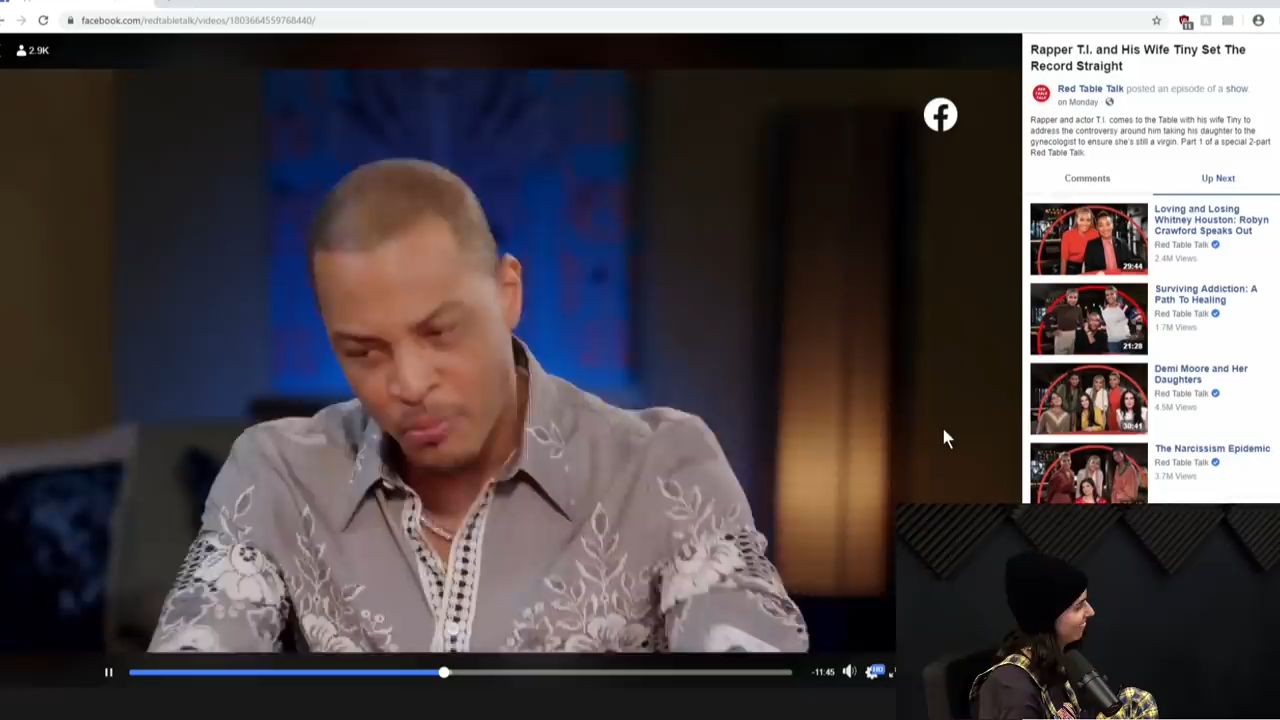 facebook.com/redtabletalk/videos/1803664559768440/
2.9K
Rapper T.I. and His Wife Tiny Set The
Record Straight
Red Table Talk posted an episode of a show.
on Monday ·
Rapper and actor T.I. comes to the Table with his wife Tiny to
address the controversy around him taking his daughter to the
gynecologist to ensure she's still a virgin. Part 1 of a special 2-part
Red Table Talk.
Comments
Up Next
Loving and Losing
Whitney Houston: Robyn
Crawford Speaks Out
Red Table Talk
2.4M Views
29:44
Surviving Addiction: A
Path To Healing
Red Table Talk
1.7M Views
21:28
Demi Moore and Her
Daughters
Red Table Talk
4.5M Views
30:41
The Narcissism Epidemic
Red Table Talk
3.7M Views
-11:45
HD